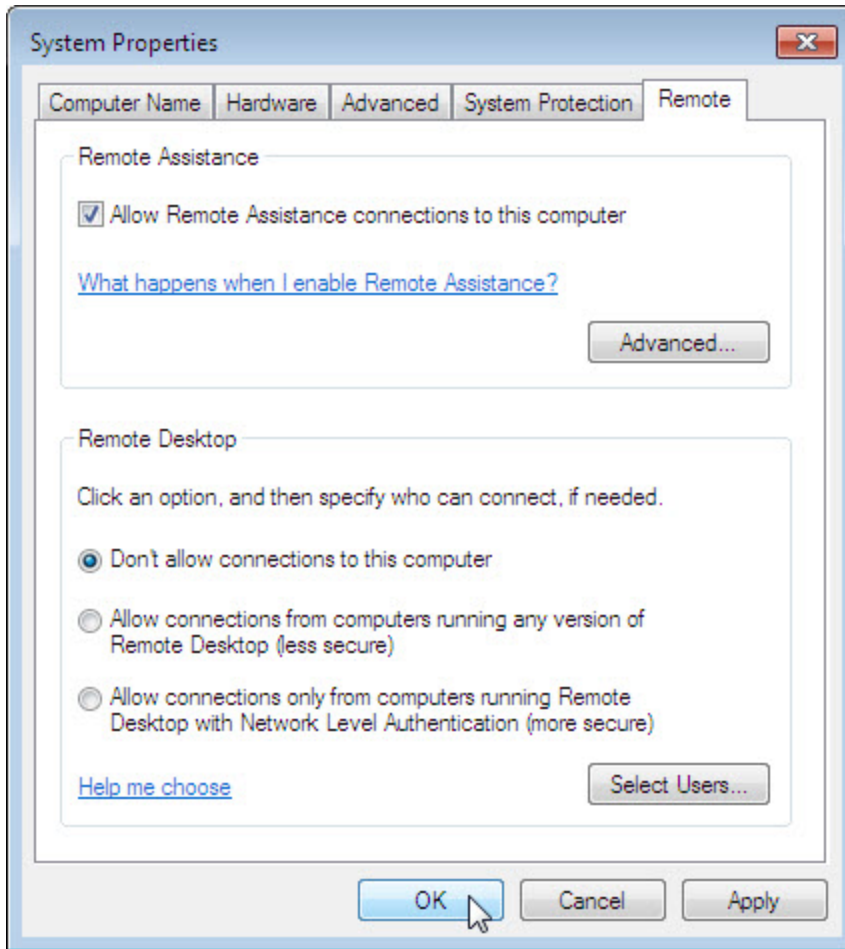 System Properties
Computer Name
Hardware
Advanced
System Protection
Remote
Remote Assistance
Allow Remote Assistance connections to this computer
What happens when I enable Remote Assistance?
Advanced...
Remote Desktop
Click an option, and then specify who can connect, if needed.
Don't allow connections to this computer
Allow connections from computers running any version of
Remote Desktop (less secure)
Allow connections only from computers running Remote
Desktop with Network Level Authentication (more secure)
Help me choose
Select Users...
OK
Cancel
Apply